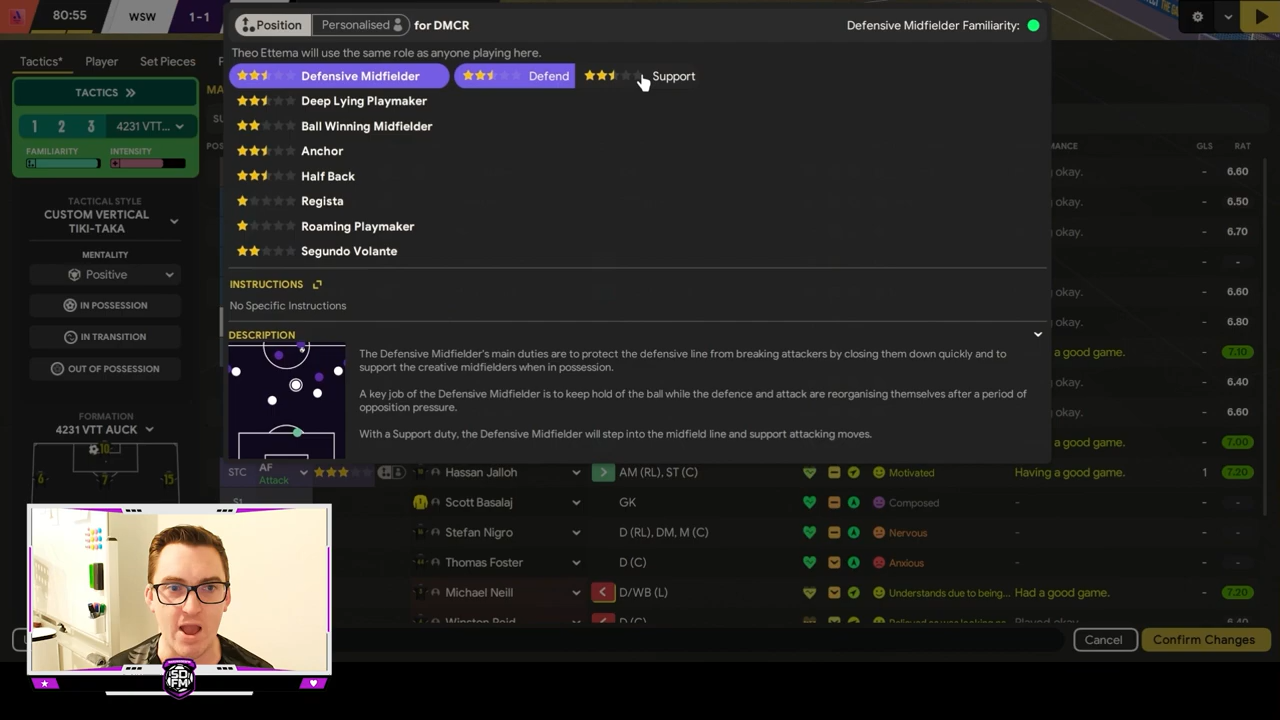 80:55
WSW
1-1
Position
Personalised
for DMCR
Defensive Midfielder Familiarity:
Tactics*
Player
Set Pieces
Theo Ettema will use the same role as anyone playing here.
Defensive Midfielder
Defend
Support
Deep Lying Playmaker
Ball Winning Midfielder
Anchor
Half Back
Regista
Roaming Playmaker
Segundo Volante
INSTRUCTIONS
No Specific Instructions
DESCRIPTION
The Defensive Midfielder's main duties are to protect the defensive line from breaking attackers by closing them down quickly and to
support the creative midfielders when in possession.
A key job of the Defensive Midfielder is to keep hold of the ball while the defence and attack are reorganising themselves after a period of
opposition pressure.
With a Support duty, the Defensive Midfielder will step into the midfield line and support attacking moves.
TACTICS
1 2 3 4231 VTT...
FAMILIARITY
INTENSITY
TACTICAL STYLE
CUSTOM VERTICAL
TIKI-TAKA
MENTALITY
Positive
IN POSSESSION
IN TRANSITION
OUT OF POSSESSION
FORMATION
4231 VTT AUCK
10
6
7
15
GLS
RAT
okay. - 6.60
okay. - 6.50
okay. - 6.70
- -
okay. - 6.60
okay. - 6.80
a good game. - 7.10
okay. - 6.40
okay. - 6.60
a good game. - 7.00
STC AF Attack Hassan Jalloh AM (RL), ST (C) Motivated Having a good game. 1 7.20
S1 Scott Basalaj GK Composed - - -
Stefan Nigro D (RL), DM, M (C) Nervous - - -
Thomas Foster D (C) Anxious - - -
Michael Neill D/WB (L) Understands due to being... Had a good game. - 7.20
Winston Reid D (C)
Cancel
Confirm Changes
SDFM